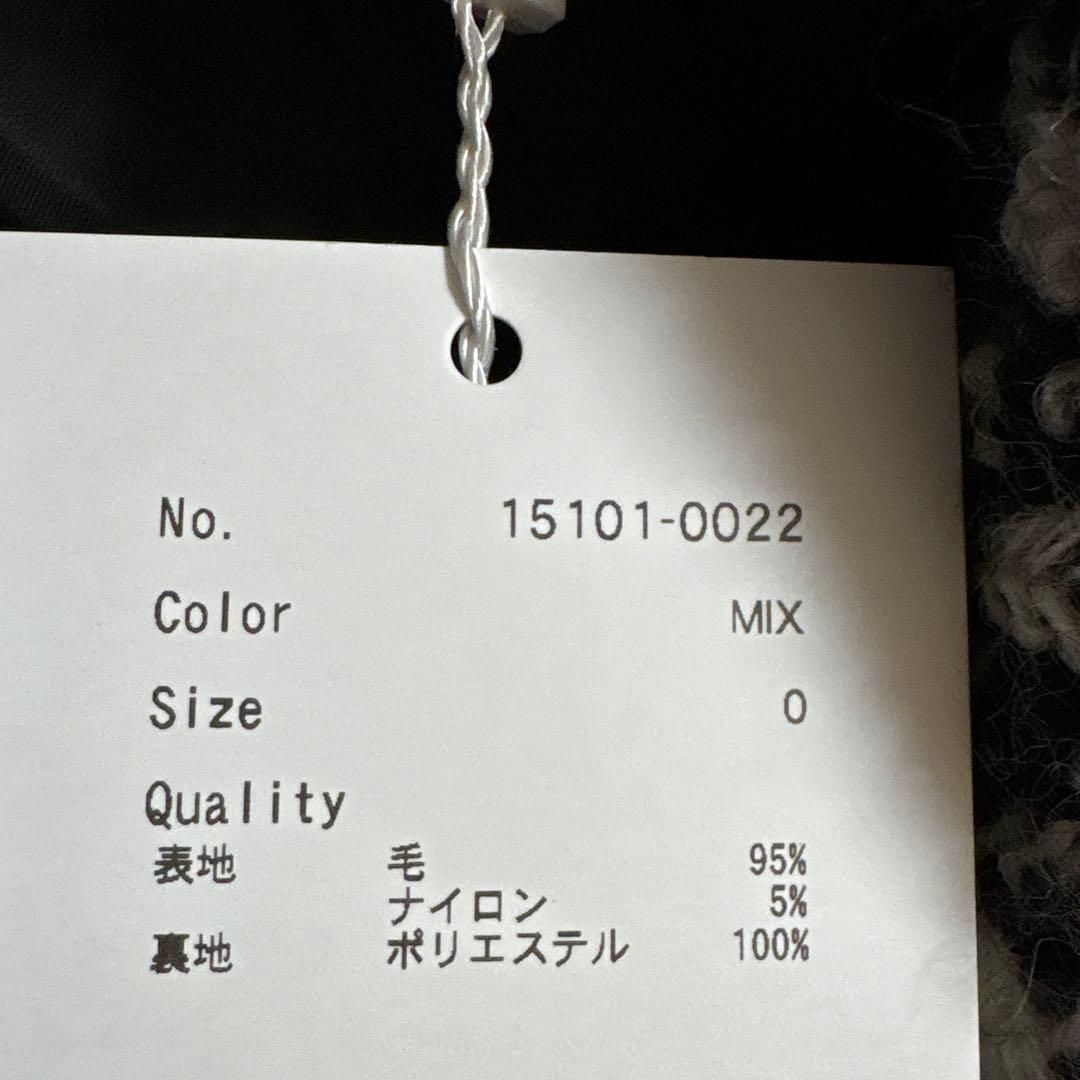 No. 15101-0022
Color MIX
Size 0
Quality
表地 毛 95%
ナイロン 5%
裏地 ポリエステル 100%